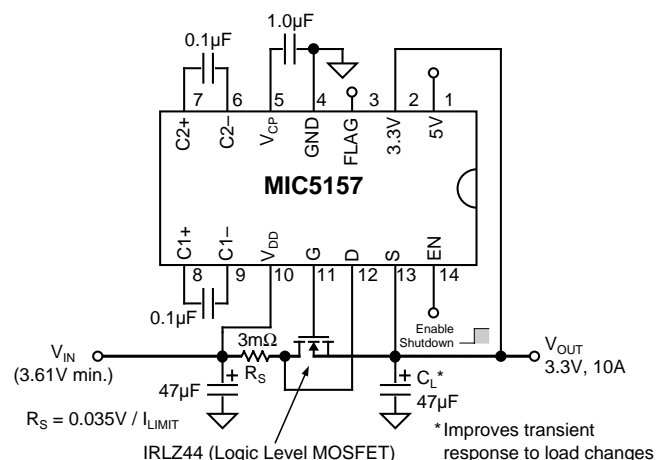 1.0µF
0.1µF
7 6 5 4 3 2 1
C2+ C2– VCP GND FLAG 3.3V 5V
MIC5157
C1+ C1– VDD G D S EN
8 9 10 11 12 13 14
0.1µF
Enable
Shutdown
3mΩ
VIN
(3.61V min.)
RS
VOUT
3.3V, 10A
47µF
CL*
47µF
RS = 0.035V / ILIMIT
IRLZ44 (Logic Level MOSFET)
*Improves transient
response to load changes